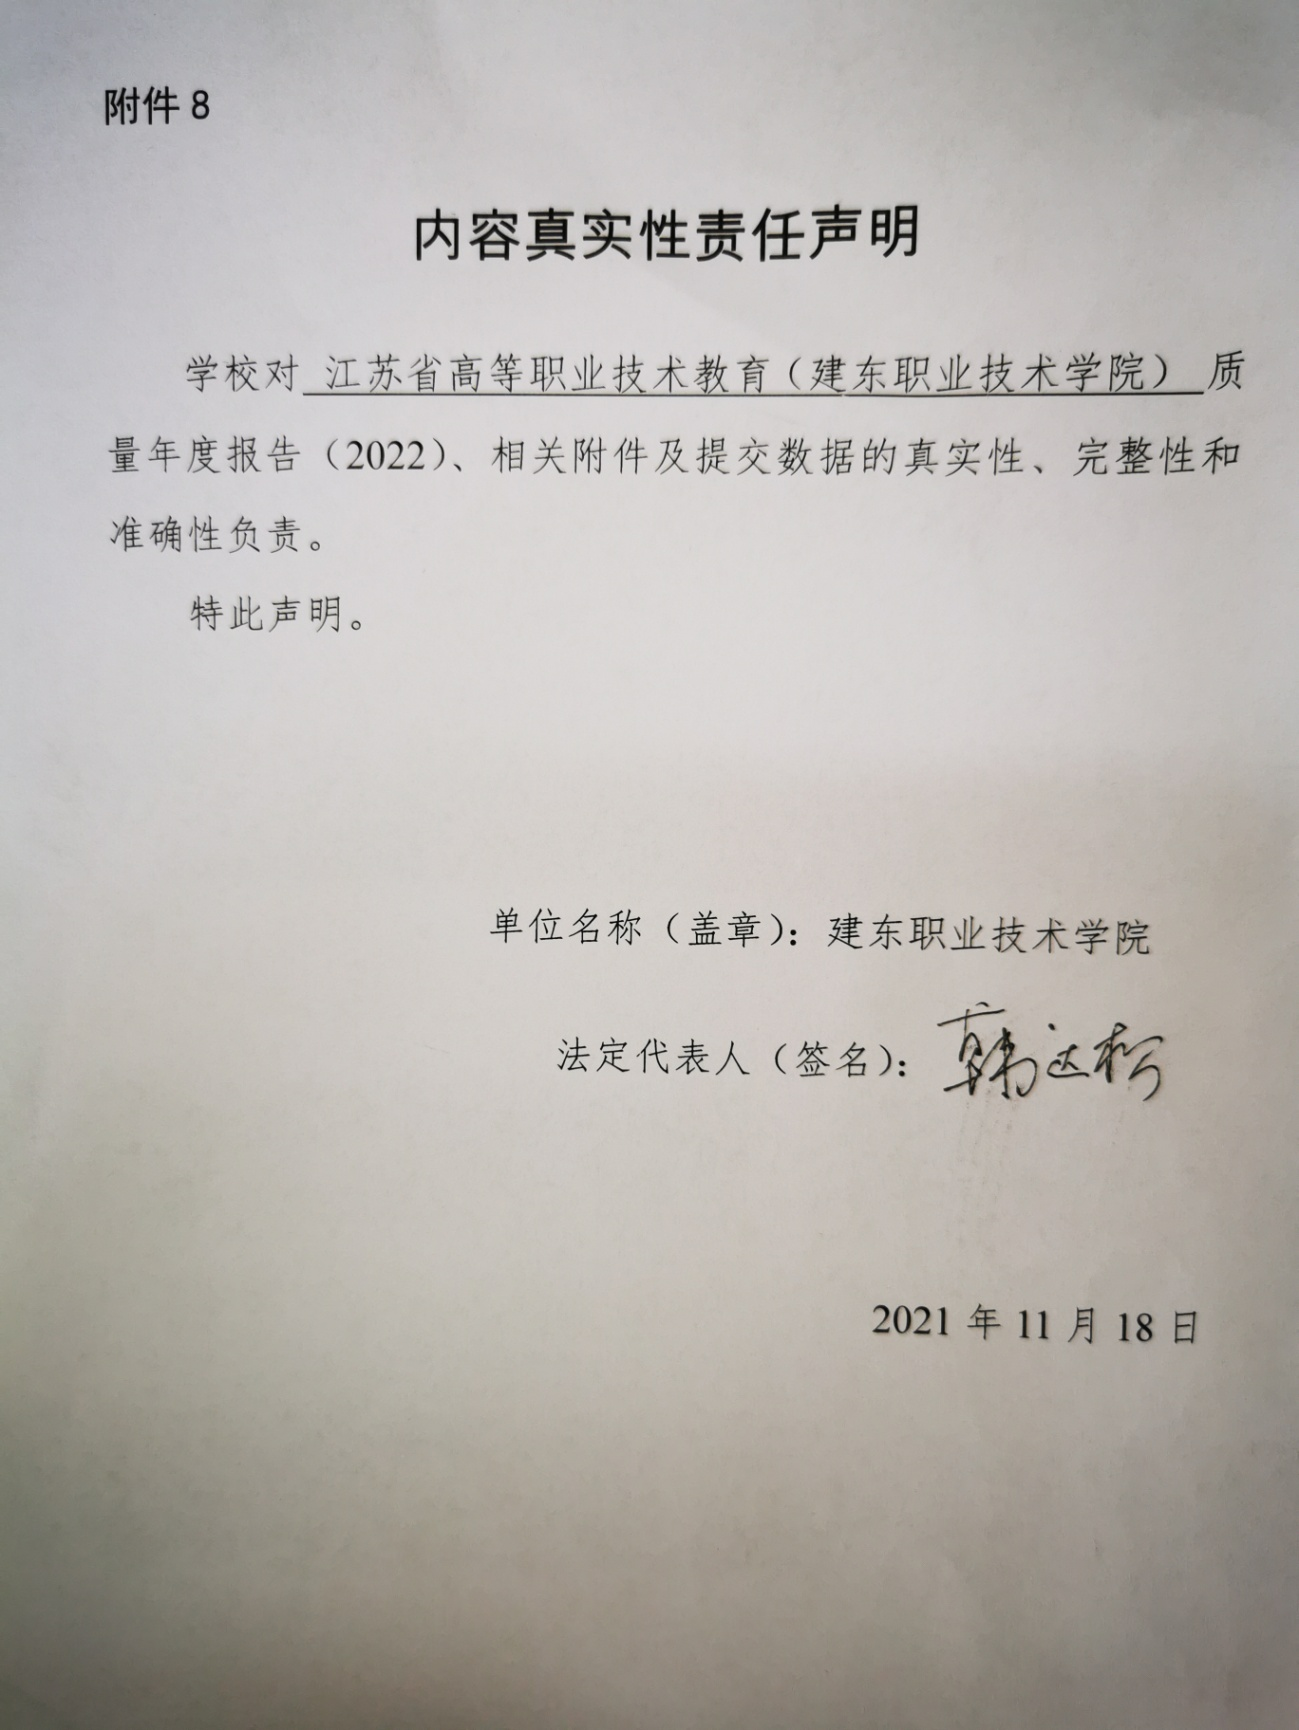 附件 8
内容真实性责任声明
学校对 江苏省高等职业技术教育（建东职业技术学院） 质
量年度报告（2022）、相关附件及提交数据的真实性、完整性和
准确性负责。
特此声明。
单位名称（盖章）：建东职业技术学院
法定代表人（签名）：韩达松
2021 年 11 月 18 日